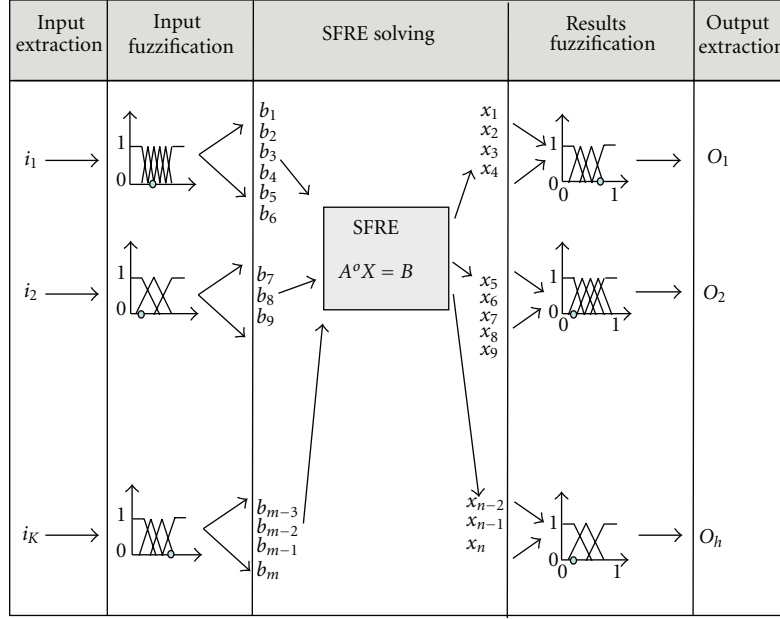 Input extraction
Input fuzzification
SFRE solving
Results fuzzification
Output extraction
i1
1
0
b1
b2
b3
b4
b5
b6
x1
x2
x3
x4
1
0
0 1
O1
SFRE
A^o X = B
i2
1
0
b7
b8
b9
x5
x6
x7
x8
x9
1
0
0 1
O2
iK
1
0
bm−3
bm−2
bm−1
bm
xn−2
xn−1
xn
1
0
0 1
Oh